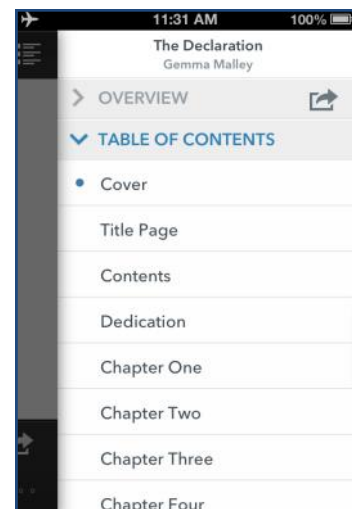 11:31 AM 100%
The Declaration
Gemma Malley
OVERVIEW
TABLE OF CONTENTS
Cover
Title Page
Contents
Dedication
Chapter One
Chapter Two
Chapter Three
Chapter Four